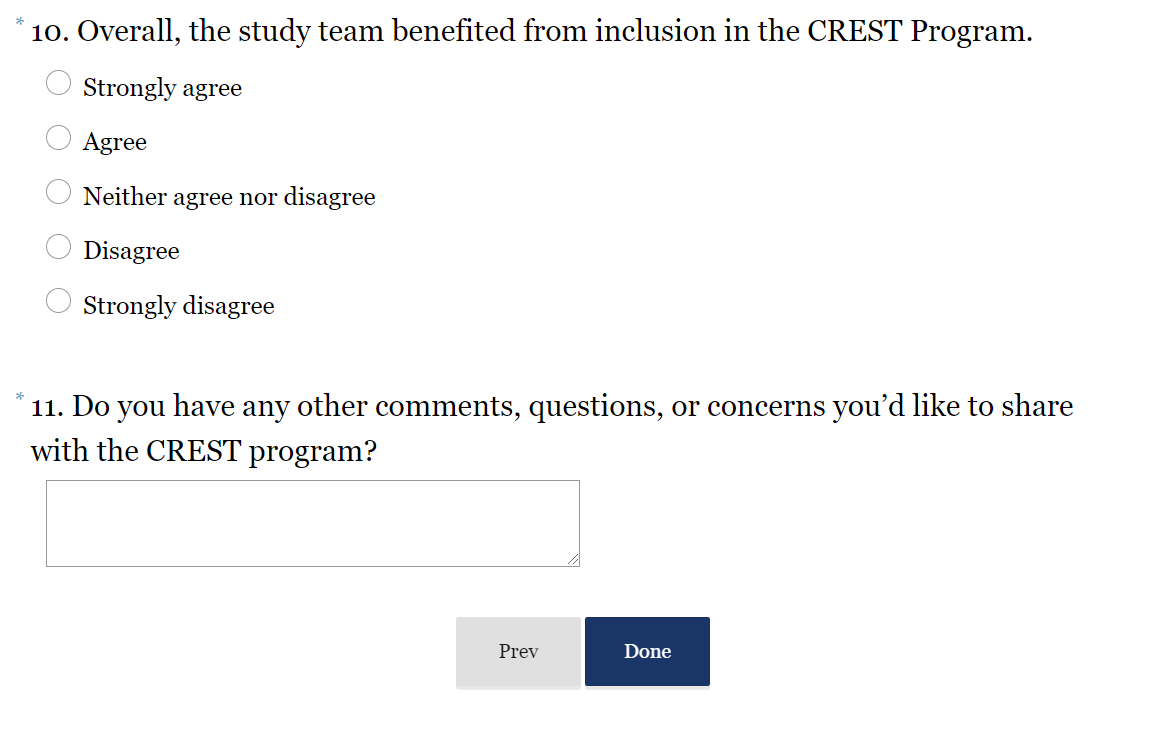 * 10. Overall, the study team benefited from inclusion in the CREST Program.
Strongly agree
Agree
Neither agree nor disagree
Disagree
Strongly disagree
* 11. Do you have any other comments, questions, or concerns you’d like to share
with the CREST program?
Prev Done